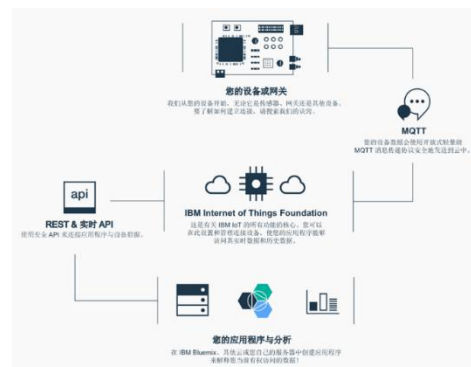 您的设备或网关
我们从您的设备开始，无论它是传感器、网关还是其他设备。
要了解如何建立连接，请搜索我们的诀窍。
MQTT
您的设备数据会使用开放式轻量级
MQTT 消息传递协议安全地发送到云中。
api
REST & 实时 API
使用安全 API 来连接应用程序与设备数据。
IBM Internet of Things Foundation
这是有关 IBM IoT 的所有功能的核心。您可以
在此设置和管理连接设备，使您的应用程序能够
访问其实时数据和历史数据。
您的应用程序与分析
在 IBM Bluemix、其他云或您自己的服务器中创建应用程序
来解释您当前有权访问的数据！